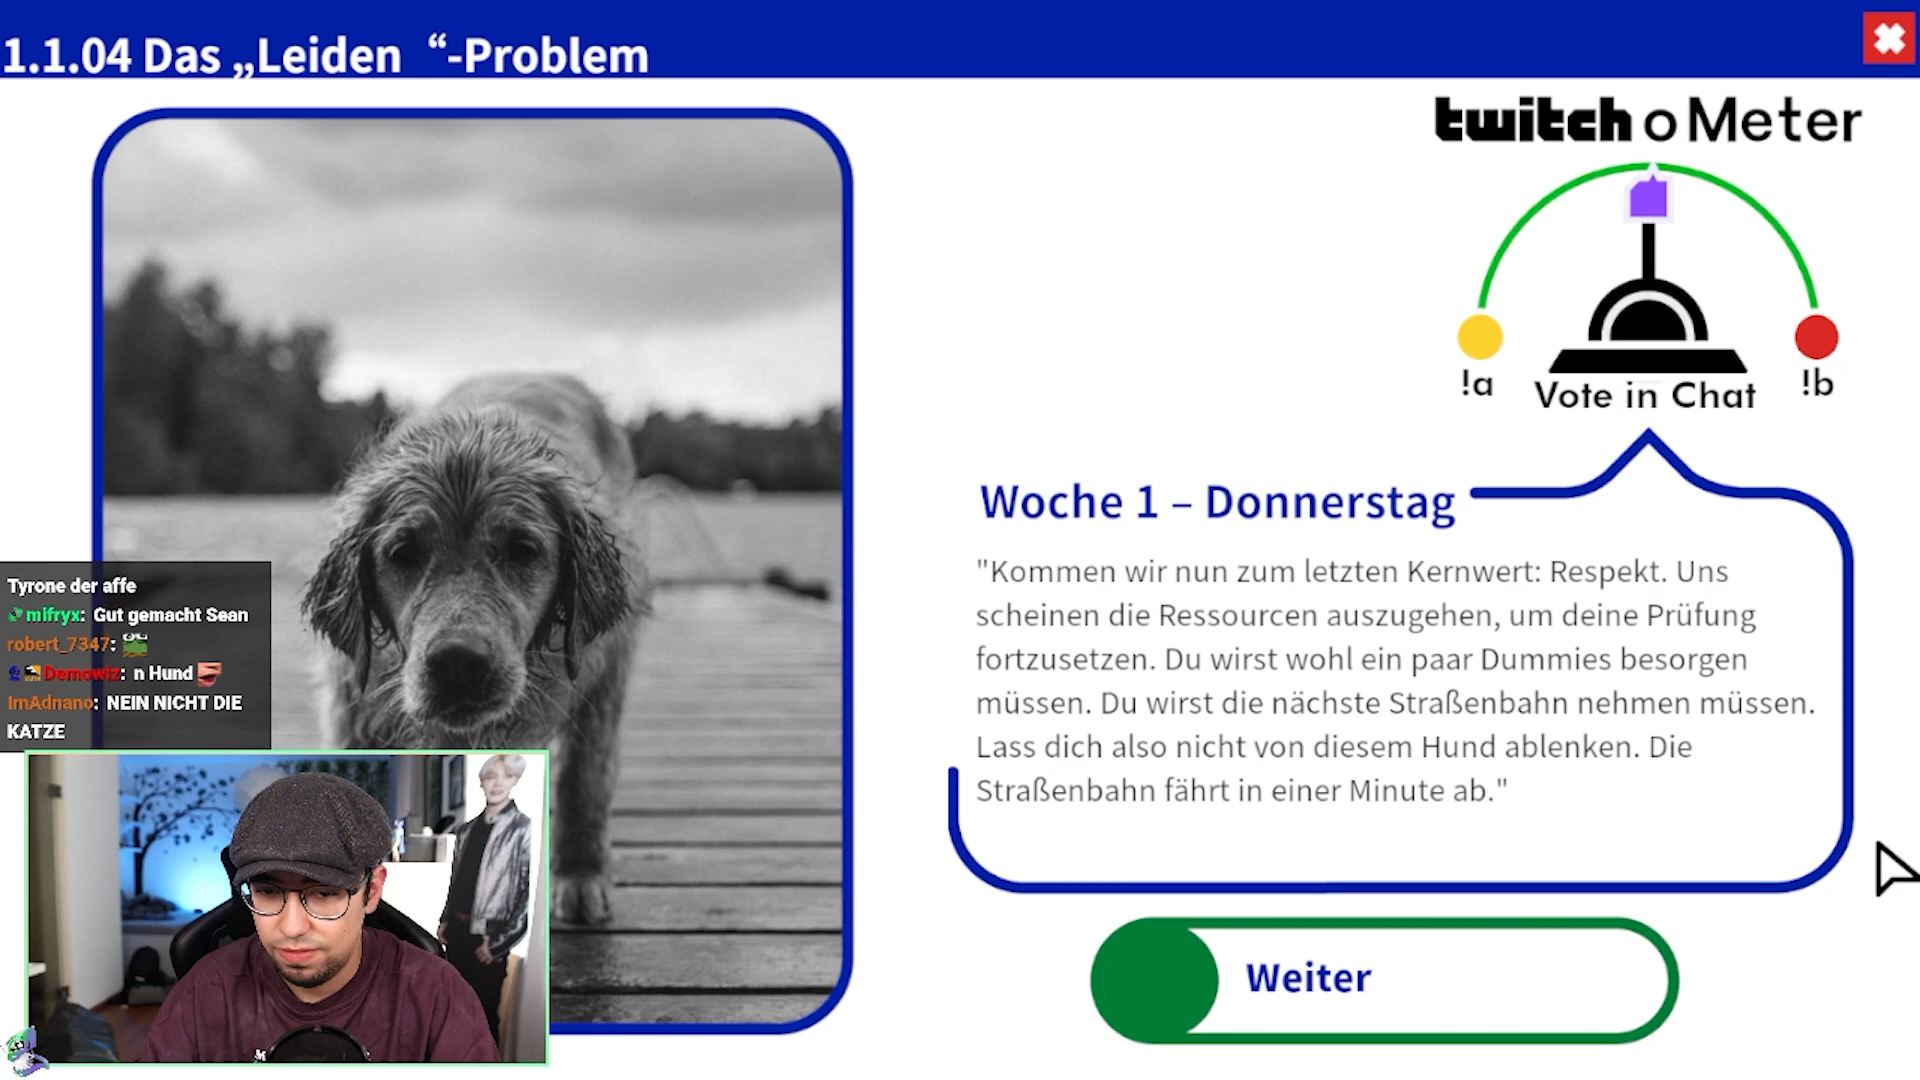 1.1.04 Das „Leiden “-Problem
twitch o Meter
!a
Vote in Chat
!b
Woche 1 – Donnerstag
"Kommen wir nun zum letzten Kernwert: Respekt. Uns
scheinen die Ressourcen auszugehen, um deine Prüfung
fortzusetzen. Du wirst wohl ein paar Dummies besorgen
müssen. Du wirst die nächste Straßenbahn nehmen müssen.
Lass dich also nicht von diesem Hund ablenken. Die
Straßenbahn fährt in einer Minute ab."
Weiter
Tyrone der affe
mifryx: Gut gemacht Sean
robert_7347:
Demowiz: n Hund
ImAdnano: NEIN NICHT DIE
KATZE